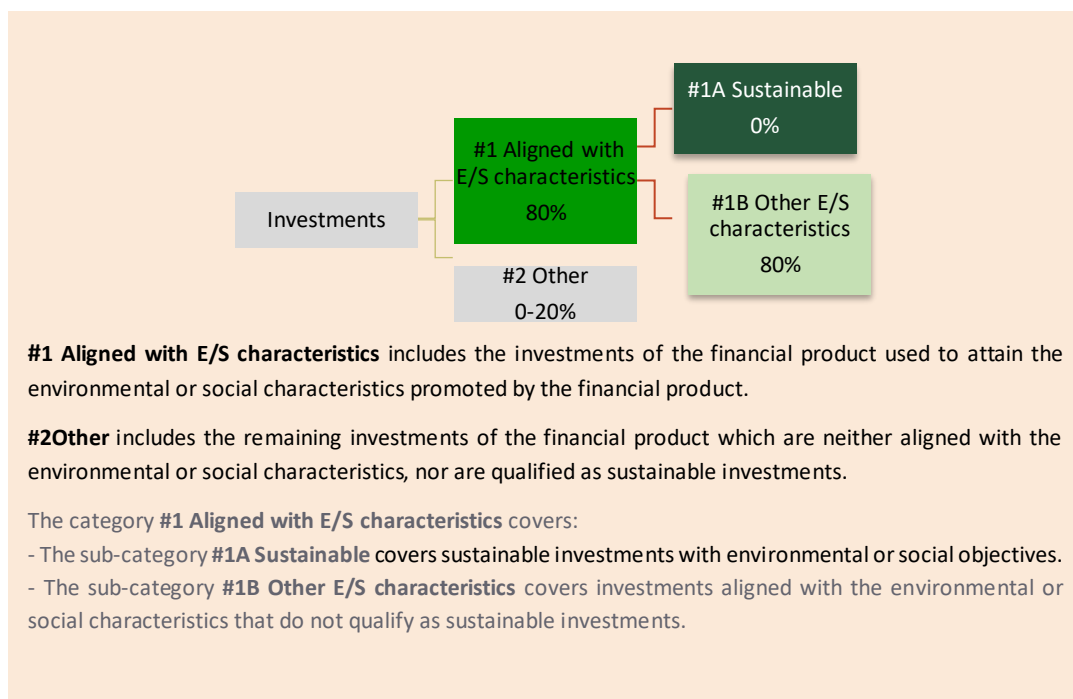 #1A Sustainable
0%
#1 Aligned with
E/S characteristics
80%
Investments
#1B Other E/S
characteristics
80%
#2 Other
0-20%
#1 Aligned with E/S characteristics includes the investments of the financial product used to attain the
environmental or social characteristics promoted by the financial product.
#2Other includes the remaining investments of the financial product which are neither aligned with the
environmental or social characteristics, nor are qualified as sustainable investments.
The category #1 Aligned with E/S characteristics covers:
- The sub-category #1A Sustainable covers sustainable investments with environmental or social objectives.
- The sub-category #1B Other E/S characteristics covers investments aligned with the environmental or
social characteristics that do not qualify as sustainable investments.